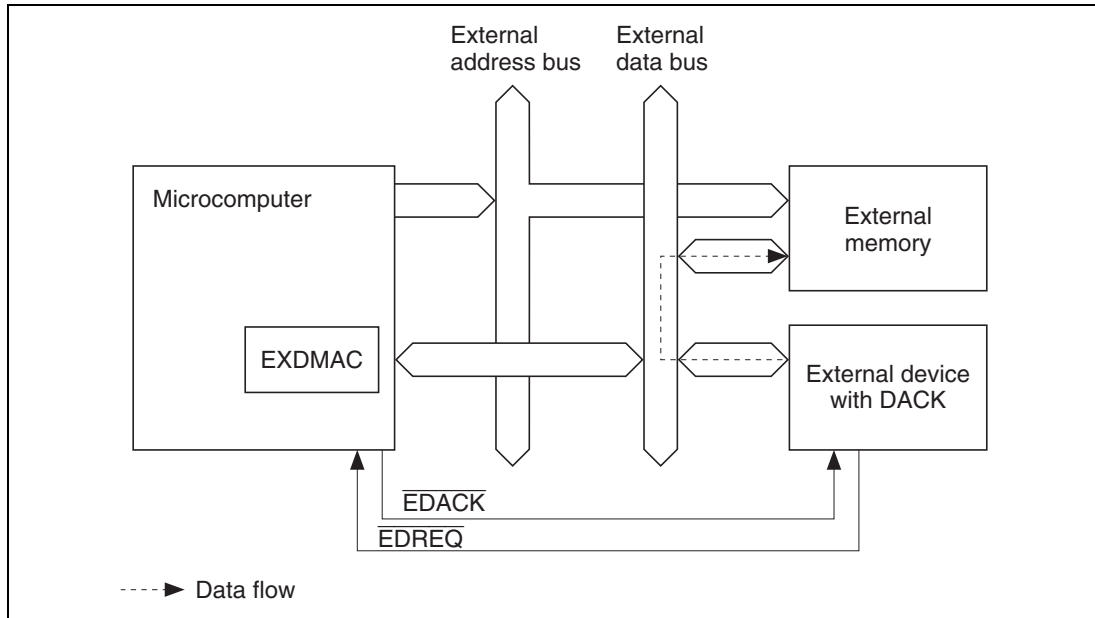 External
address bus
External
data bus
Microcomputer
External
memory
EXDMAC
External device
with DACK
EDACK
EDREQ
Data flow